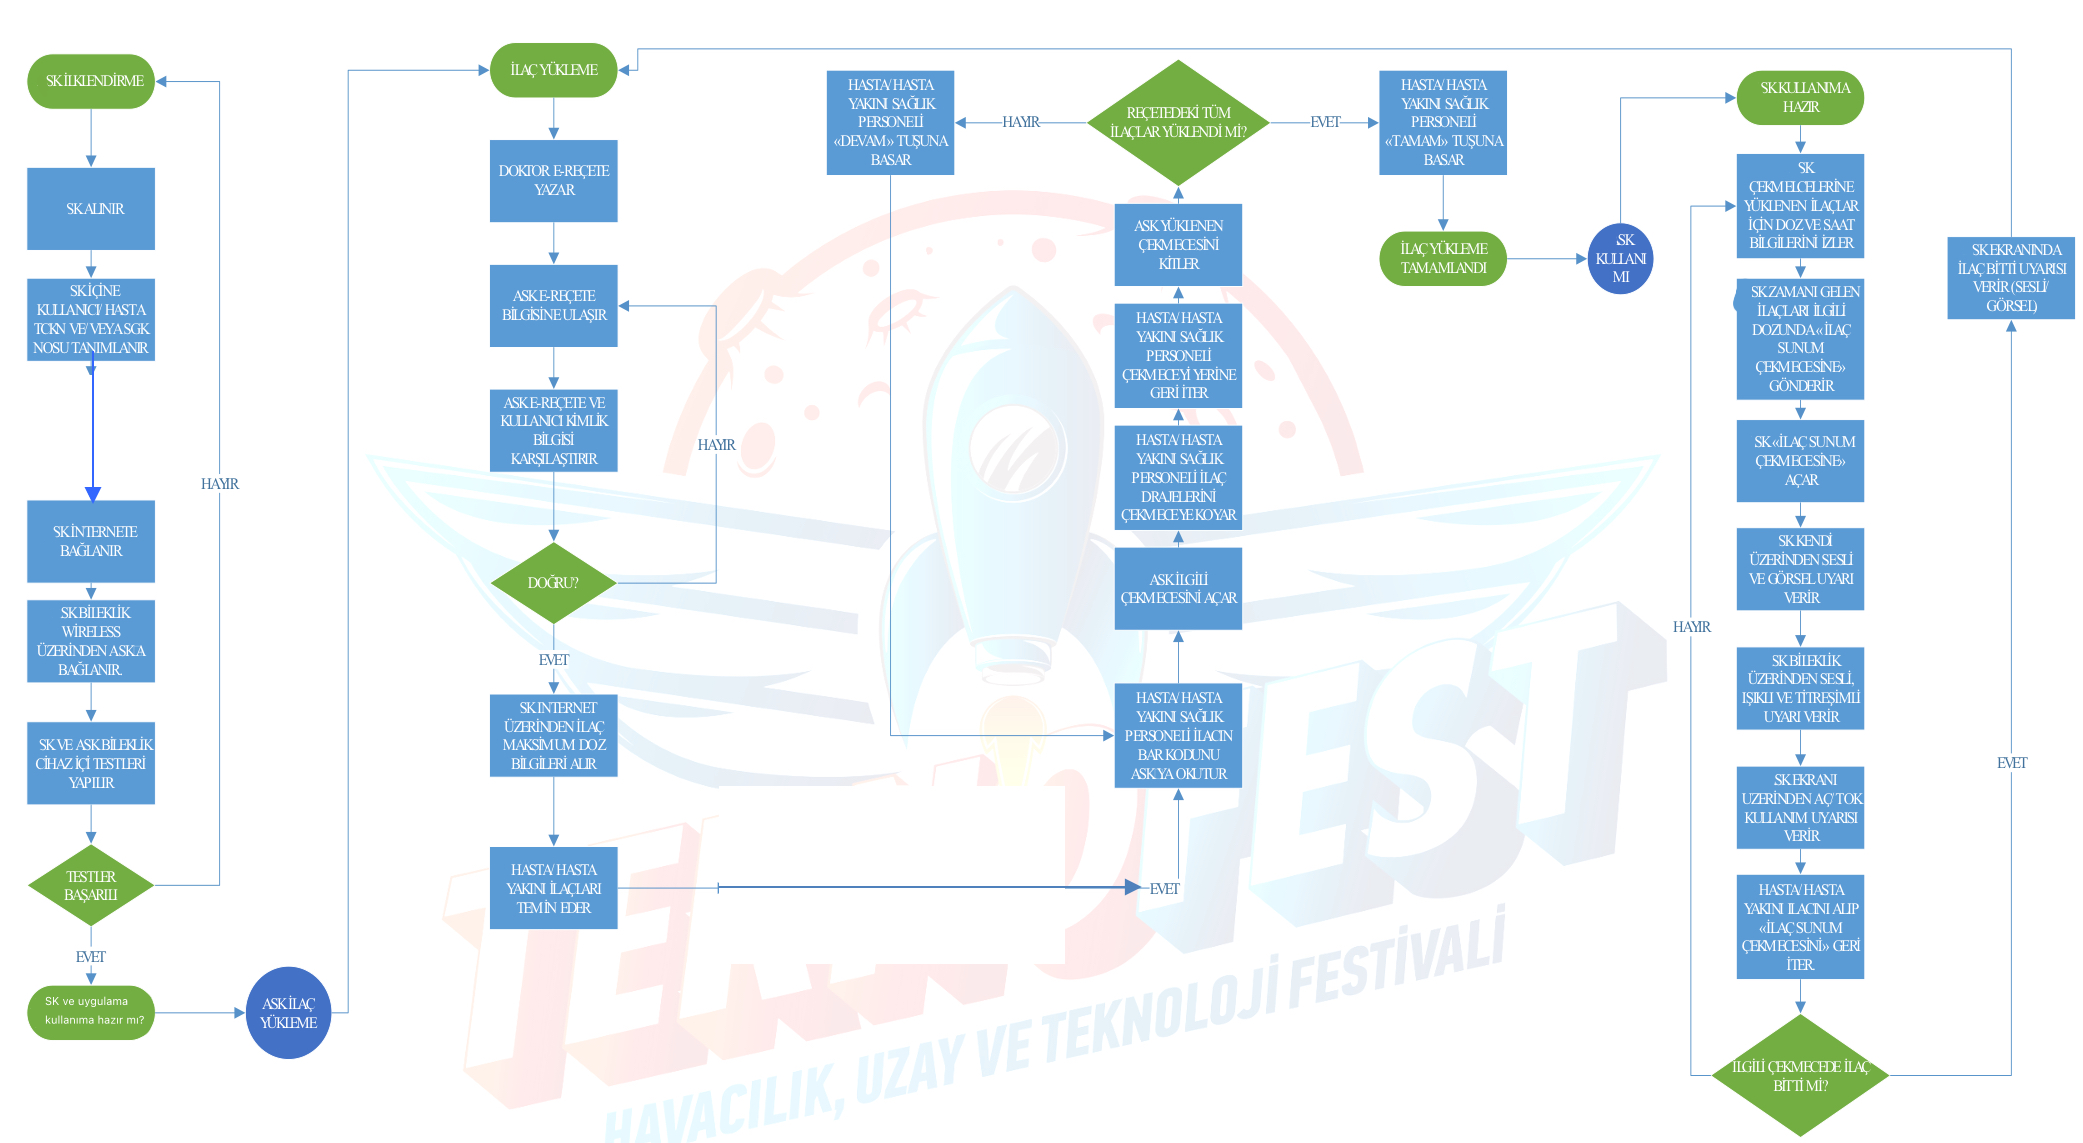 SK İLKLENDİRME
SK ALINIR
SK İÇİNE
KULLANICI/ HASTA
TCKN VE/ VEYA SGK
NOSU TANIMLANIR
SK İNTERNETE
BAĞLANIR
SK BİLEKLİK
WİRELESS
ÜZERİNDEN ASK.A
BAĞLANIR.
SK VE ASK BİLEKLİK
CİHAZ İÇİ TESTLERİ
YAPILIR
TESTLER
BAŞARILI
HAYIR
EVET
SK ve uygulama
kullanıma hazır mı?
ASK İLAÇ
YÜKLEME
İLAÇ YÜKLEME
DOKTOR E-REÇETE
YAZAR
ASK E-REÇETE
BİLGİSİNE ULAŞIR
ASK E-REÇETE VE
KULLANICI KİMLİK
BİLGİSİ
KARŞILAŞTIRIR
HAYIR
DOĞRU?
EVET
SK INTERNET
ÜZERİNDEN İLAÇ
MAKSİMUM DOZ
BİLGİLERİ ALIR
HASTA/ HASTA
YAKINI İLAÇLARI
TEMİN EDER
EVET
HASTA/ HASTA
YAKINI SAĞLIK
PERSONELİ İLACIN
BARKODUNU
ASK'YA OKUTUR
ASK İLGİLİ
ÇEKMECESİNİ AÇAR
HASTA/ HASTA
YAKINI SAĞLIK
PERSONELİ İLAÇ
DRAJELERİNİ
ÇEKMECEYE KOYAR
HASTA/ HASTA
YAKINI SAĞLIK
PERSONELİ
ÇEKMECEYİ YERİNE
GERİ İTER
ASK YÜKLENEN
ÇEKMECESİNİ
KİTLER
REÇETEDEKİ TÜM
İLAÇLAR YÜKLENDİ Mİ?
HAYIR
HASTA/ HASTA
YAKINI SAĞLIK
PERSONELİ
«DEVAM» TUŞUNA
BASAR
EVET
HASTA/ HASTA
YAKINI SAĞLIK
PERSONELİ
«TAMAM» TUŞUNA
BASAR
İLAÇ YÜKLEME
TAMAMLANDI
.SK
KULLANI
MI
SK KULLANIMA
HAZIR
SK
ÇEKMELCELERİNE
YÜKLENEN İLAÇLAR
İÇİN DOZ VE SAAT
BİLGİLERİNİ İZLER
SK ZAMANI GELEN
İLAÇLARI İLGİLİ
DOZUNDA « İLAÇ
SUNUM
ÇEKMECESİNE»
GÖNDERİR
SK «İLAÇ SUNUM
ÇEKMECESİNE»
AÇAR
SK KENDİ
ÜZERİNDEN SESLİ
VE GÖRSEL UYARI
VERİR
SK BİLEKLİK
ÜZERİNDEN SESLİ,
IŞIKLI VE TİTREŞİMLİ
UYARI VERİR
.SK EKRANI
UZERİNDEN AÇ/ TOK
KULLANIM UYARISI
VERİR
HASTA/ HASTA
YAKINI ILACINI ALIP
«İLAÇ SUNUM
ÇEKMECESİNİ» GERİ
İTER.
ILGİLİ ÇEKMECEDE İLAÇ
BİTTİ Mİ?
HAYIR
EVET
SK EKRANINDA
İLAÇ BİTTİ UYARISI
VERİR (SESLİ/
GÖRSEL)
HAVACILIK, UZAY VE TEKNOLOJİ FESTİVALİ